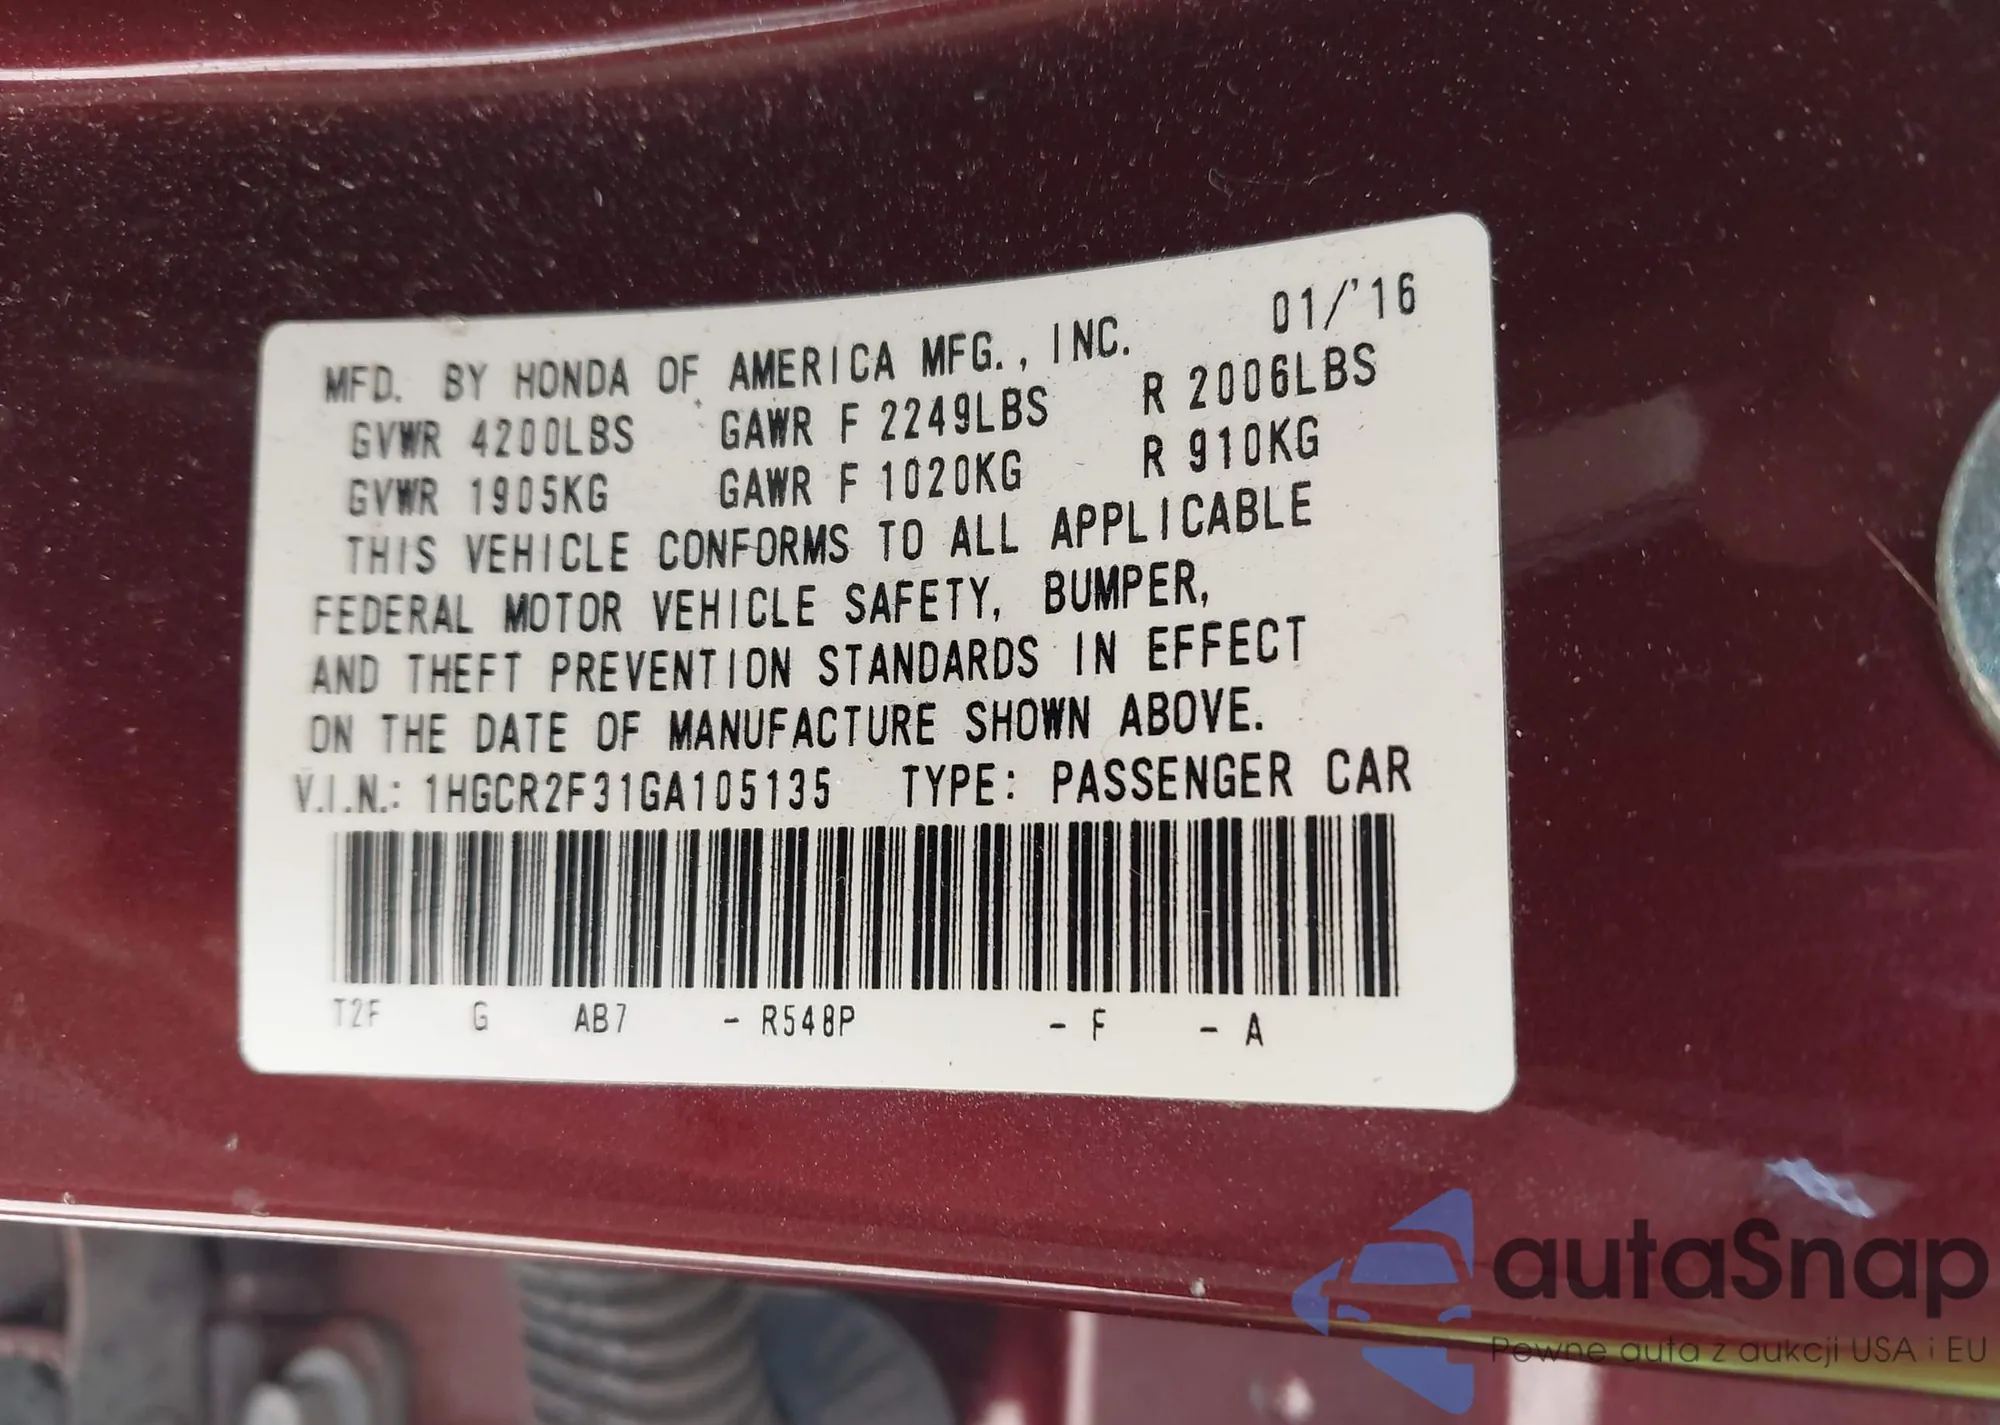 MFD. BY HONDA OF AMERICA MFG., INC. 01/'16
GVWR 4200LBS GAWR F 2249LBS R 2006LBS
GVWR 1905KG GAWR F 1020KG R 910KG
THIS VEHICLE CONFORMS TO ALL APPLICABLE
FEDERAL MOTOR VEHICLE SAFETY, BUMPER,
AND THEFT PREVENTION STANDARDS IN EFFECT
ON THE DATE OF MANUFACTURE SHOWN ABOVE.
V.I.N.: 1HGCR2F31GA105135 TYPE: PASSENGER CAR
T2F G AB7 - R548P - F - A
autaSnap
Pewne auta z aukcji USA i EU